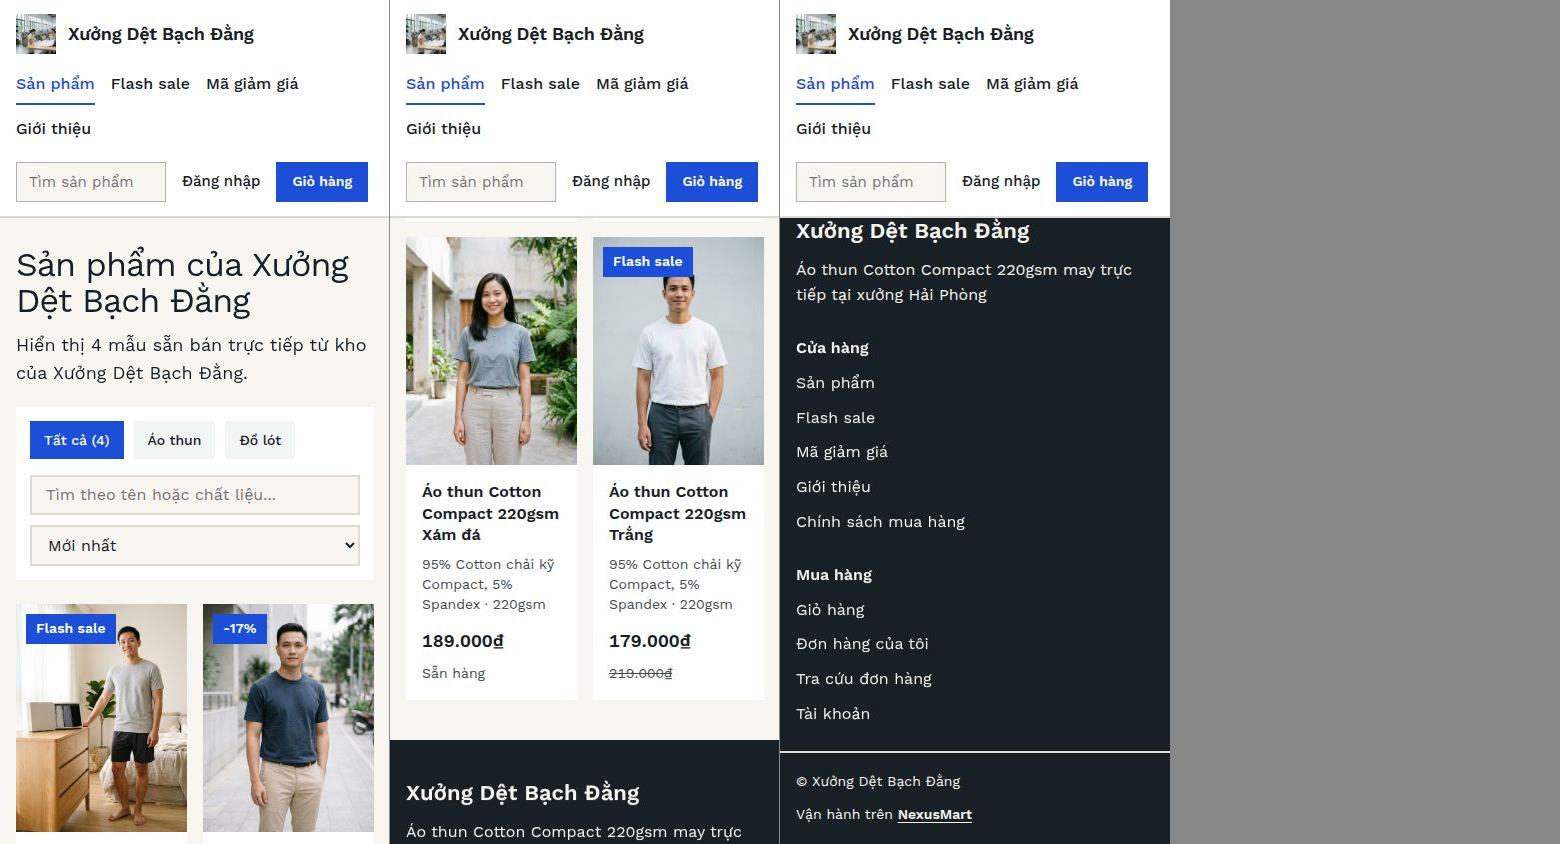 Xưởng Dệt Bạch Đằng
Sản phẩm Flash sale Mã giảm giá
Giới thiệu
Tìm sản phẩm Đăng nhập Giỏ hàng
Sản phẩm của Xưởng
Dệt Bạch Đằng
Hiển thị 4 mẫu sẵn bán trực tiếp từ kho
của Xưởng Dệt Bạch Đằng.
Tất cả (4) Áo thun Đồ lót
Tìm theo tên hoặc chất liệu...
Mới nhất
Flash sale
-17%
Xưởng Dệt Bạch Đằng
Sản phẩm Flash sale Mã giảm giá
Giới thiệu
Tìm sản phẩm Đăng nhập Giỏ hàng
Áo thun Cotton
Compact 220gsm
Xám đá
95% Cotton chải kỹ
Compact, 5%
Spandex · 220gsm
189.000₫
Sẵn hàng
Flash sale
Áo thun Cotton
Compact 220gsm
Trắng
95% Cotton chải kỹ
Compact, 5%
Spandex · 220gsm
179.000₫
219.000₫
Xưởng Dệt Bạch Đằng
Áo thun Cotton Compact 220gsm may trực
Xưởng Dệt Bạch Đằng
Sản phẩm Flash sale Mã giảm giá
Giới thiệu
Tìm sản phẩm Đăng nhập Giỏ hàng
Xưởng Dệt Bạch Đằng
Áo thun Cotton Compact 220gsm may trực
tiếp tại xưởng Hải Phòng
Cửa hàng
Sản phẩm
Flash sale
Mã giảm giá
Giới thiệu
Chính sách mua hàng
Mua hàng
Giỏ hàng
Đơn hàng của tôi
Tra cứu đơn hàng
Tài khoản
© Xưởng Dệt Bạch Đằng
Vận hành trên NexusMart